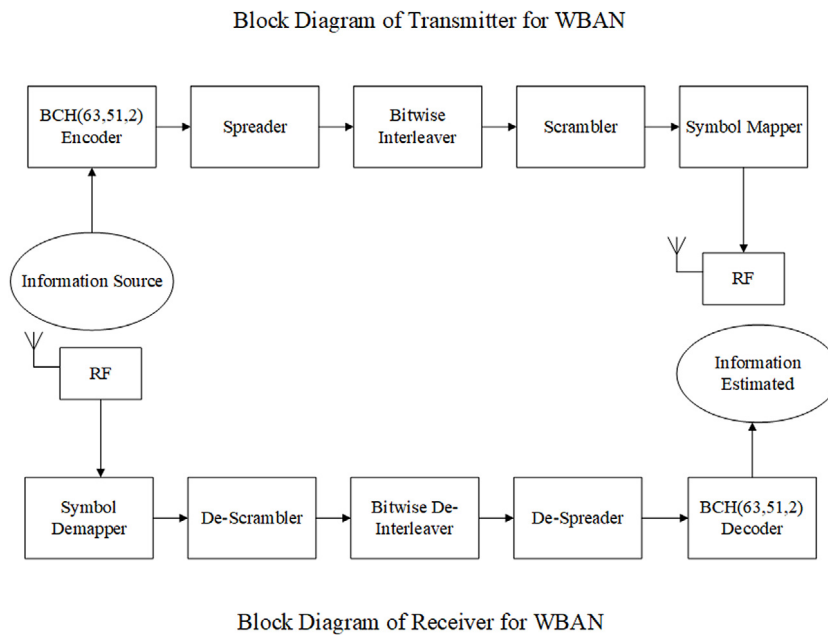 Block Diagram of Transmitter for WBAN
BCH(63,51,2)
Encoder
Spreader
Bitwise
Interleaver
Scrambler
Symbol Mapper
Information Source
RF
RF
Information
Estimated
Symbol
Demapper
De-Scrambler
Bitwise De-
Interleaver
De-Spreader
BCH(63,51,2)
Decoder
Block Diagram of Receiver for WBAN